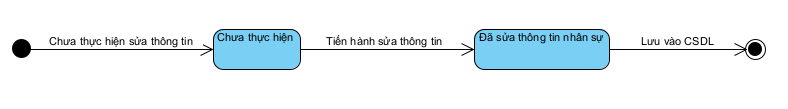 Chưa thực hiện sửa thông tin
Chưa thực hiện
Tiến hành sửa thông tin
Đã sửa thông tin nhân sự
Lưu vào CSDL